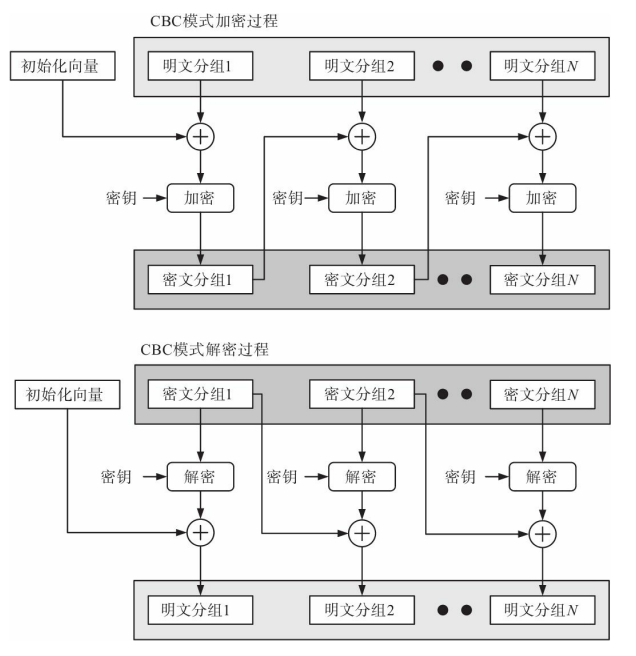 CBC模式加密过程
初始化向量 明文分组1 明文分组2 明文分组N
密钥 加密 密钥 加密 密钥 加密
密文分组1 密文分组2 密文分组N
CBC模式解密过程
初始化向量 密文分组1 密文分组2 密文分组N
密钥 解密 密钥 解密 密钥 解密
明文分组1 明文分组2 明文分组N